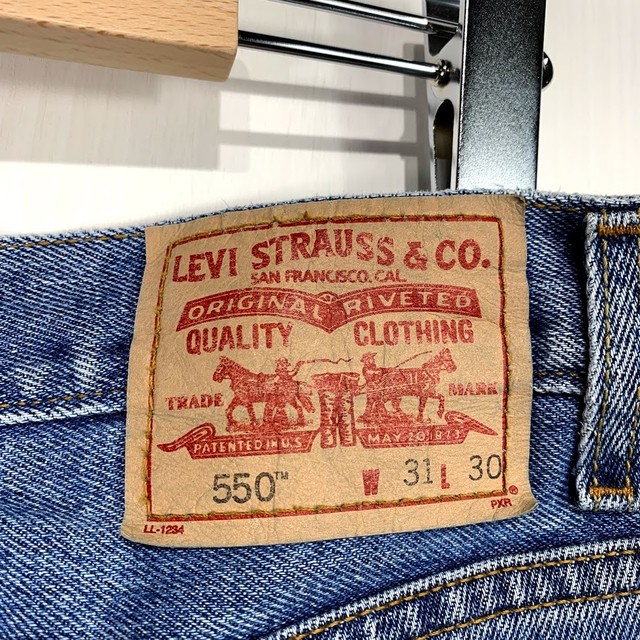 LEVI STRAUSS & CO.
SAN FRANCISCO, CAL.
ORIGINAL RIVETED
QUALITY CLOTHING
TRADE MARK
PATENTED IN U.S. MAY 20 1873
550™ W 31 L 30
LL-1234 PXR®